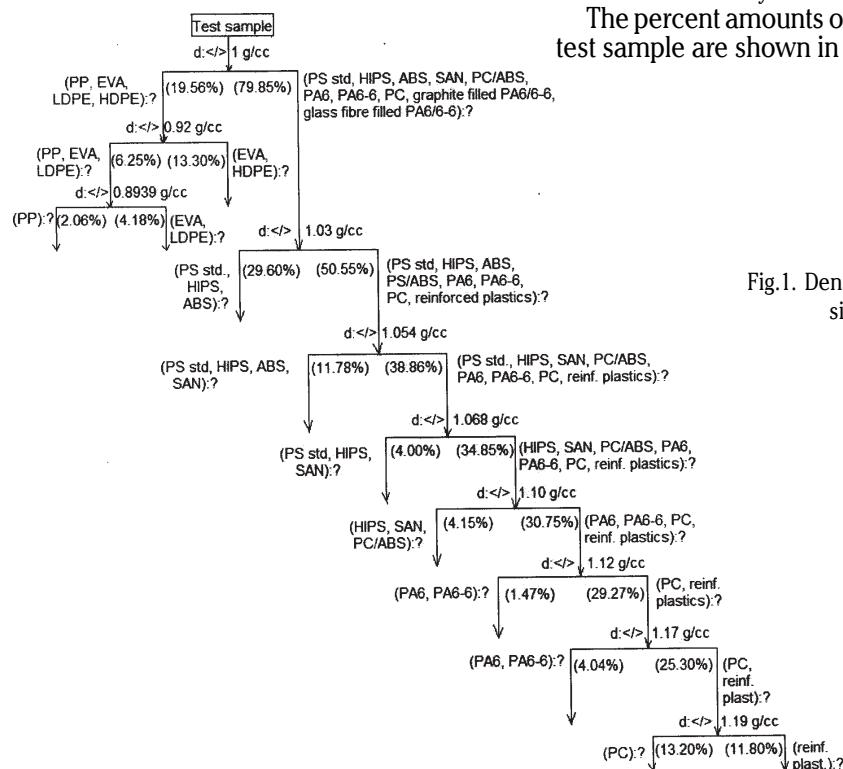 The percent amounts o
test sample are shown in
Test sample
d:</> 1 g/cc
(PP, EVA,
LDPE, HDPE):?
(19.56%) (79.85%)
(PS std, HIPS, ABS, SAN, PC/ABS,
PA6, PA6-6, PC, graphite filled PA6/6-6,
glass fibre filled PA6/6-6):?
d:</> 0.92 g/cc
(PP, EVA,
LDPE):?
(6.25%) (13.30%)
(EVA,
HDPE):?
d:</> 0.8939 g/cc
(PP):? (2.06%) (4.18%) (EVA,
LDPE):?
d:</> 1.03 g/cc
(PS std.,
HIPS,
ABS):?
(29.60%) (50.55%)
(PS std, HIPS, ABS,
PS/ABS, PA6, PA6-6,
PC, reinforced plastics):?
Fig.1. Den
si
d:</> 1.054 g/cc
(PS std, HIPS, ABS,
SAN):?
(11.78%) (38.86%)
(PS std., HIPS, SAN, PC/ABS,
PA6, PA6-6, PC, reinf. plastics):?
d:</> 1.068 g/cc
(PS std, HIPS,
SAN):?
(4.00%) (34.85%)
(HIPS, SAN, PC/ABS, PA6,
PA6-6, PC, reinf. plastics):?
d:</> 1.10 g/cc
(HIPS, SAN,
PC/ABS):?
(4.15%) (30.75%)
(PA6, PA6-6, PC,
reinf. plastics):?
d:</> 1.12 g/cc
(PA6, PA6-6):? (1.47%) (29.27%)
(PC, reinf.
plastics):?
d:</> 1.17 g/cc
(PA6, PA6-6):? (4.04%) (25.30%)
(PC,
reinf.
plast):?
d:</> 1.19 g/cc
(PC):? (13.20%) (11.80%) (reinf.
plast.):?